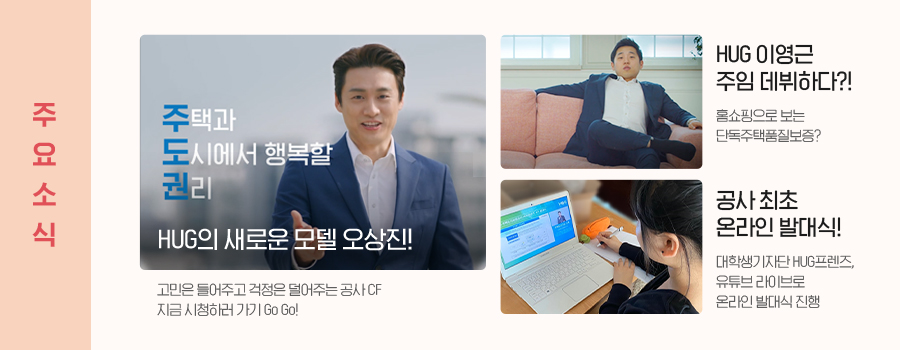 주
요
소
식
주택과
도시에서 행복할
권리
HUG의 새로운 모델 오상진!
고민은 들어주고 걱정은 덜어주는 공사 CF
지금 시청하러 가기 Go Go!
HUG 이영근
주임 데뷔하다?!
홈쇼핑으로 보는
단독주택품질보증?
공사 최초
온라인 발대식!
대학생기자단 HUG프렌즈,
유튜브 라이브로
온라인 발대식 진행